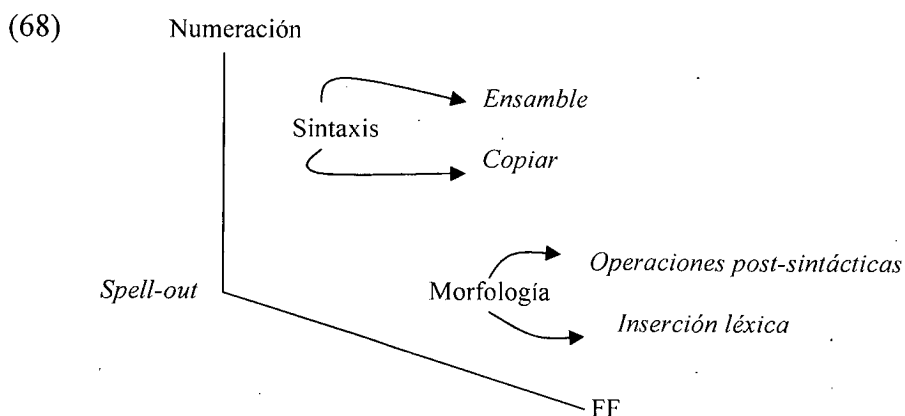 (68) Numeración
Ensamble
Sintaxis
Copiar
Operaciones post-sintácticas
Spell-out
Morfología
Inserción léxica
FF